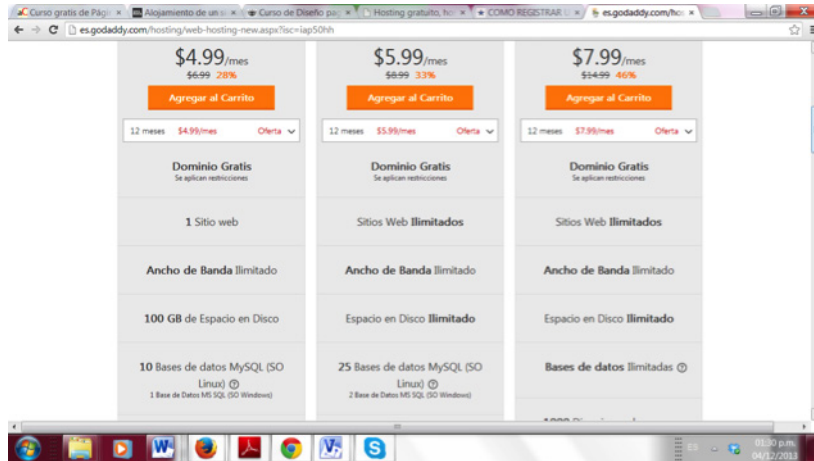 Curso gratis de Pági
Alojamiento de un si
Curso de Diseño pag
Hosting gratuito, ho
COMO REGISTRAR U
es.godaddy.com/hos
es.godaddy.com/hosting/web-hosting-new.aspx?isc=iap50hh
$4.99/mes
$6.99 28%
Agregar al Carrito
12 meses $4.99/mes Oferta
Dominio Gratis
Se aplican restricciones
1 Sitio web
Ancho de Banda Ilimitado
100 GB de Espacio en Disco
10 Bases de datos MySQL (SO
Linux)
1 Base de Datos MS SQL (SO Windows)
$5.99/mes
$8.99 33%
Agregar al Carrito
12 meses $5.99/mes Oferta
Dominio Gratis
Se aplican restricciones
Sitios Web Ilimitados
Ancho de Banda Ilimitado
Espacio en Disco Ilimitado
25 Bases de datos MySQL (SO
Linux)
2 Base de Datos MS SQL (SO Windows)
$7.99/mes
$14.99 46%
Agregar al Carrito
12 meses $7.99/mes Oferta
Dominio Gratis
Se aplican restricciones
Sitios Web Ilimitados
Ancho de Banda Ilimitado
Espacio en Disco Ilimitado
Bases de datos Ilimitadas
ES
01:30 p.m.
04/12/2013